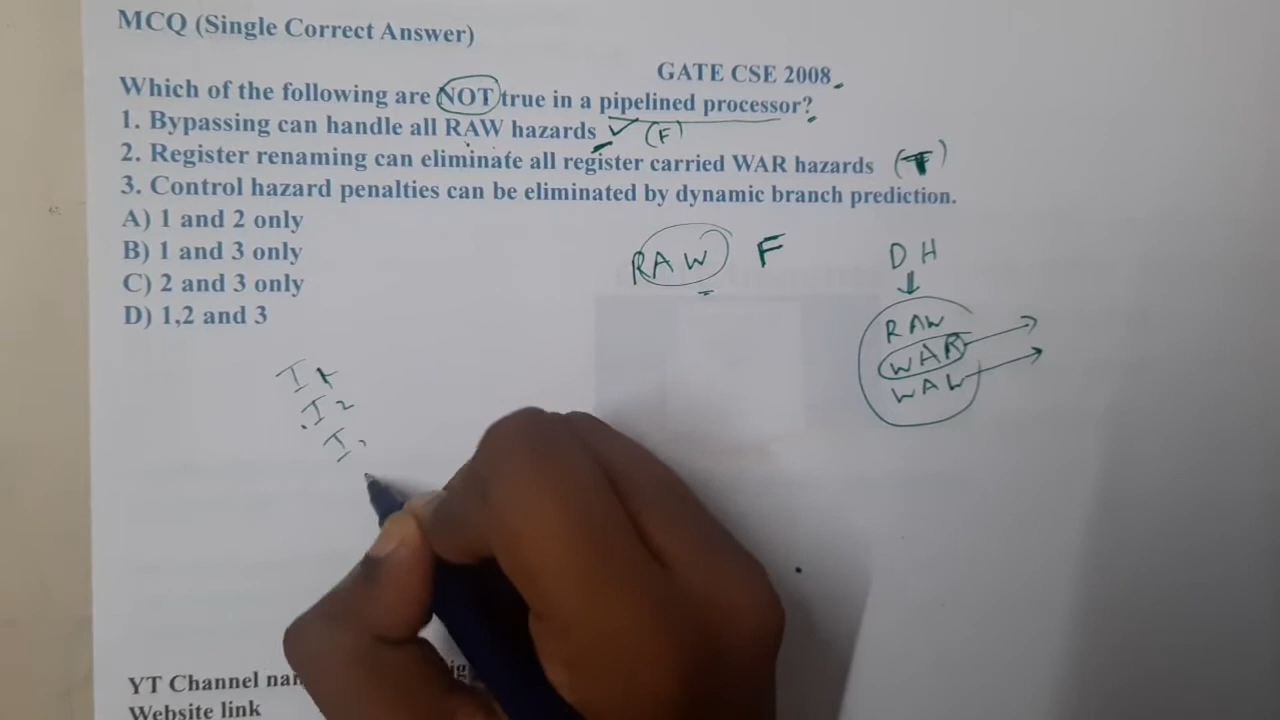 MCQ (Single Correct Answer)
GATE CSE 2008.
Which of the following are NOT true in a pipelined processor?
1. Bypassing can handle all RAW hazards ✓ (F)
2. Register renaming can eliminate all register carried WAR hazards (T)
3. Control hazard penalties can be eliminated by dynamic branch prediction.
A) 1 and 2 only
B) 1 and 3 only
C) 2 and 3 only
D) 1,2 and 3
RAW F
DH
RAW
WAR
WAW
I1
I2
I
YT Channel
Website link